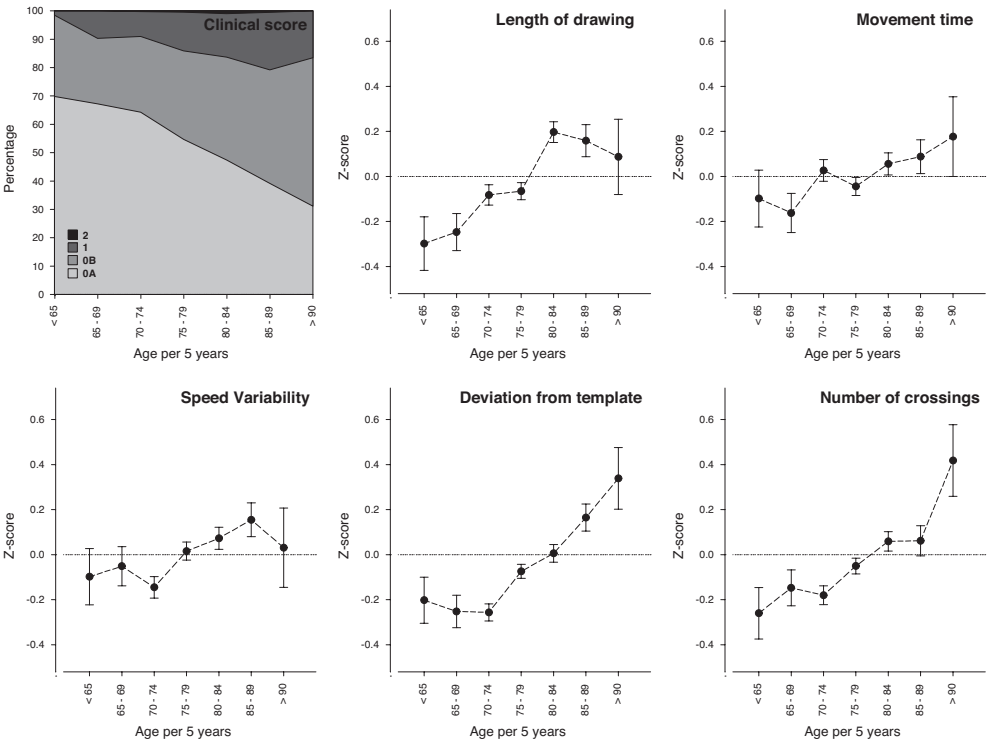 Clinical score
Percentage
100
90
80
70
60
50
40
30
20
10
0
2
1
0B
0A
< 65
65 - 69
70 - 74
75 - 79
80 - 84
85 - 89
> 90
Age per 5 years
Length of drawing
Z-score
0.6
0.4
0.2
0.0
-0.2
-0.4
< 65
65 - 69
70 - 74
75 - 79
80 - 84
85 - 89
> 90
Age per 5 years
Movement time
Z-score
0.6
0.4
0.2
0.0
-0.2
-0.4
< 65
65 - 69
70 - 74
75 - 79
80 - 84
85 - 89
> 90
Age per 5 years
Speed Variability
Z-score
0.6
0.4
0.2
0.0
-0.2
-0.4
< 65
65 - 69
70 - 74
75 - 79
80 - 84
85 - 89
> 90
Age per 5 years
Deviation from template
Z-score
0.6
0.4
0.2
0.0
-0.2
-0.4
< 65
65 - 69
70 - 74
75 - 79
80 - 84
85 - 89
> 90
Age per 5 years
Number of crossings
Z-score
0.6
0.4
0.2
0.0
-0.2
-0.4
< 65
65 - 69
70 - 74
75 - 79
80 - 84
85 - 89
> 90
Age per 5 years